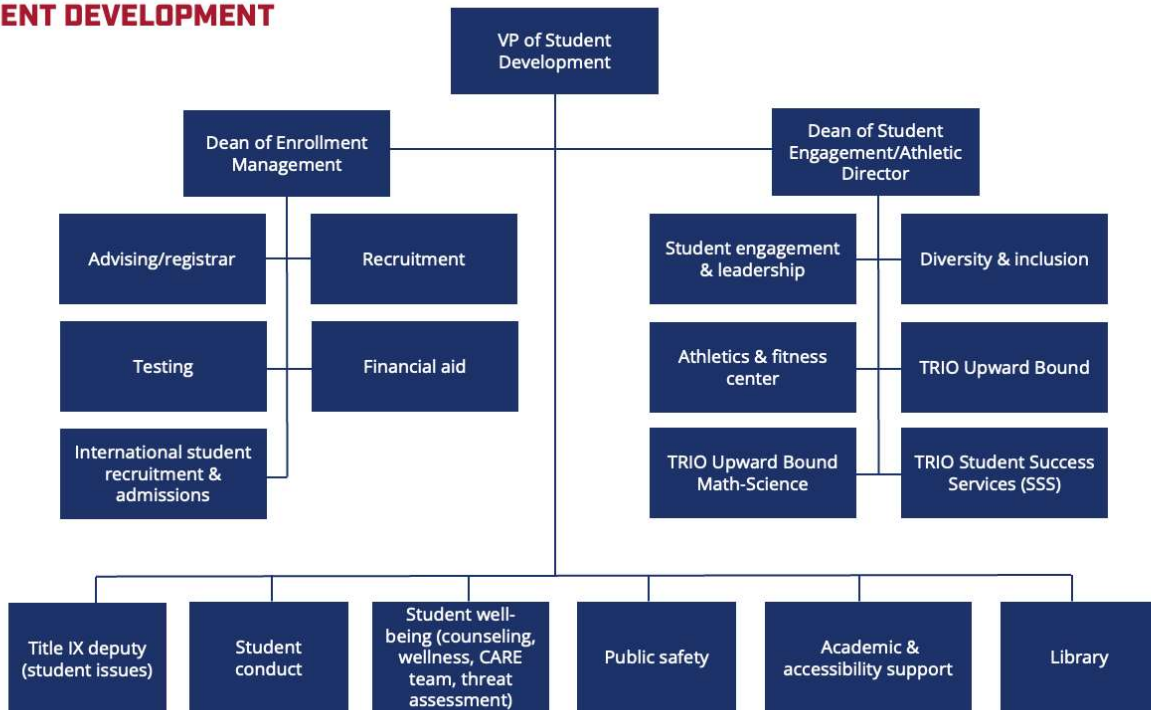 ENT DEVELOPMENT
VP of Student
Development
Dean of Enrollment
Management
Dean of Student
Engagement/Athletic
Director
Advising/registrar
Recruitment
Student engagement
& leadership
Diversity & inclusion
Testing
Financial aid
Athletics & fitness
center
TRIO Upward Bound
International student
recruitment &
admissions
TRIO Upward Bound
Math-Science
TRIO Student Success
Services (SSS)
Title IX deputy
(student issues)
Student
conduct
Student well-
being (counseling,
wellness, CARE
team, threat
assessment)
Public safety
Academic &
accessibility support
Library